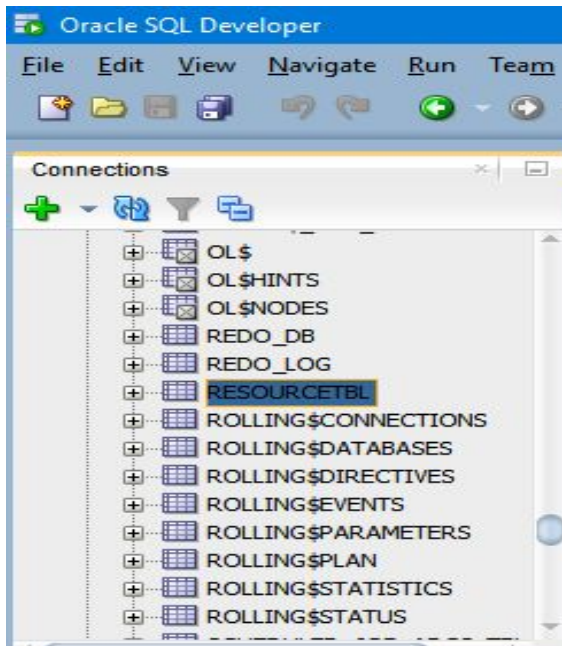 Oracle SQL Developer
File Edit View Navigate Run Team
Connections
OL$
OL$HINTS
OL$NODES
REDO_DB
REDO_LOG
RESOURCETBL
ROLLING$CONNECTIONS
ROLLING$DATABASES
ROLLING$DIRECTIVES
ROLLING$EVENTS
ROLLING$PARAMETERS
ROLLING$PLAN
ROLLING$STATISTICS
ROLLING$STATUS